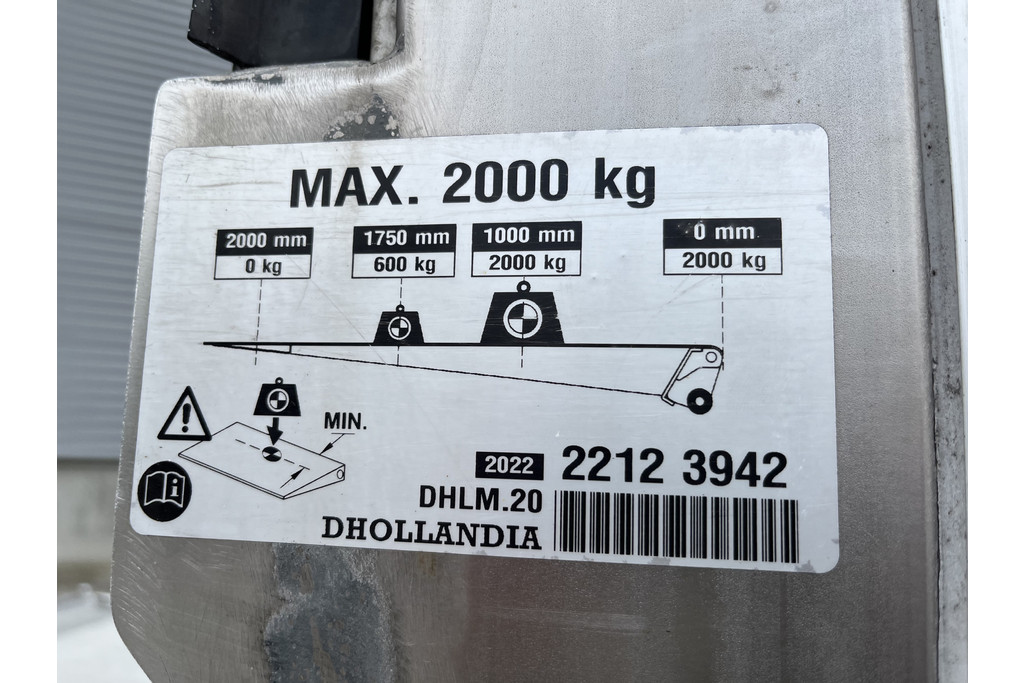 MAX. 2000 kg
2000 mm
0 kg
1750 mm
600 kg
1000 mm
2000 kg
0 mm
2000 kg
MIN.
2022 2212 3942
DHLM.20
DHOLLANDIA